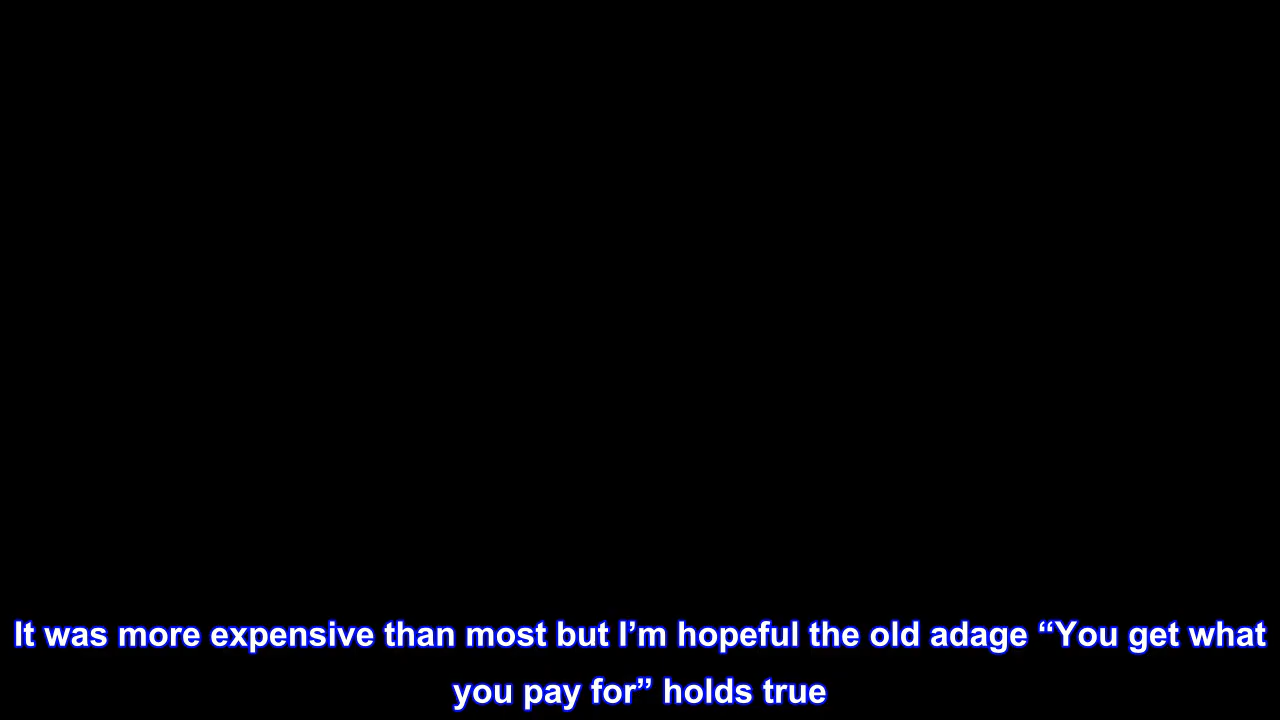 It was more expensive than most but I’m hopeful the old adage “You get what
you pay for” holds true